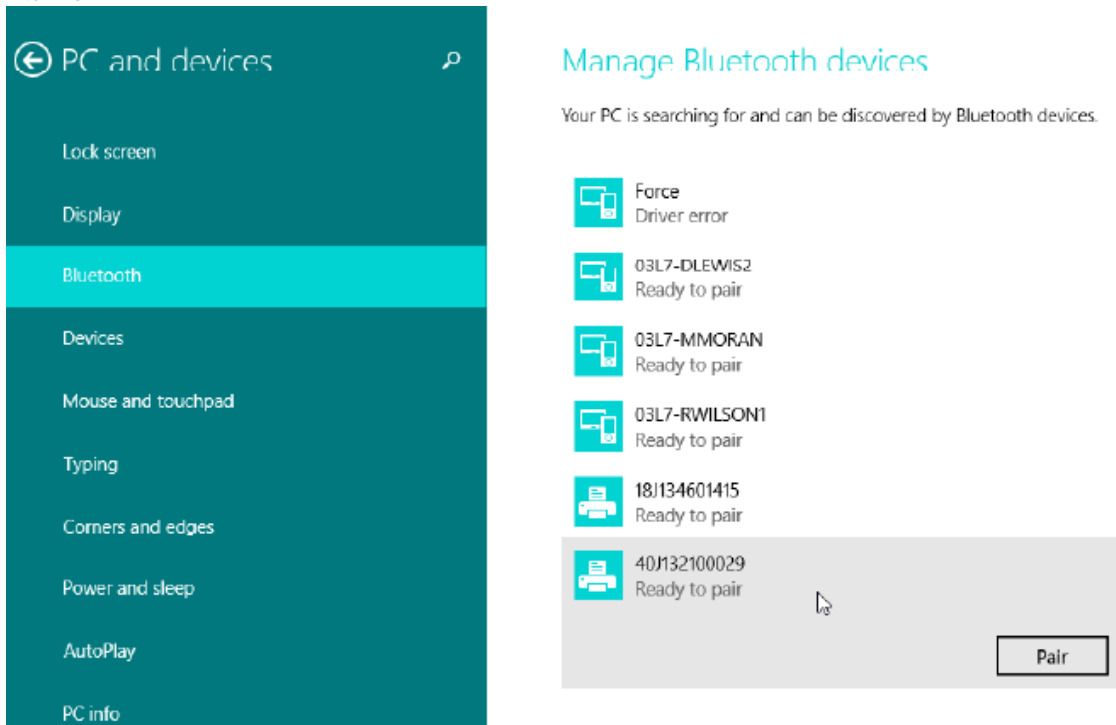 PC and devices
Lock screen
Display
Bluetooth
Devices
Mouse and touchpad
Typing
Corners and edges
Power and sleep
AutoPlay
PC info
Manage Bluetooth devices
Your PC is searching for and can be discovered by Bluetooth devices.
Force
Driver error
03L7-DLEWIS2
Ready to pair
03L7-MMORAN
Ready to pair
03L7-RWILSON1
Ready to pair
18J134601415
Ready to pair
40J132100029
Ready to pair
Pair